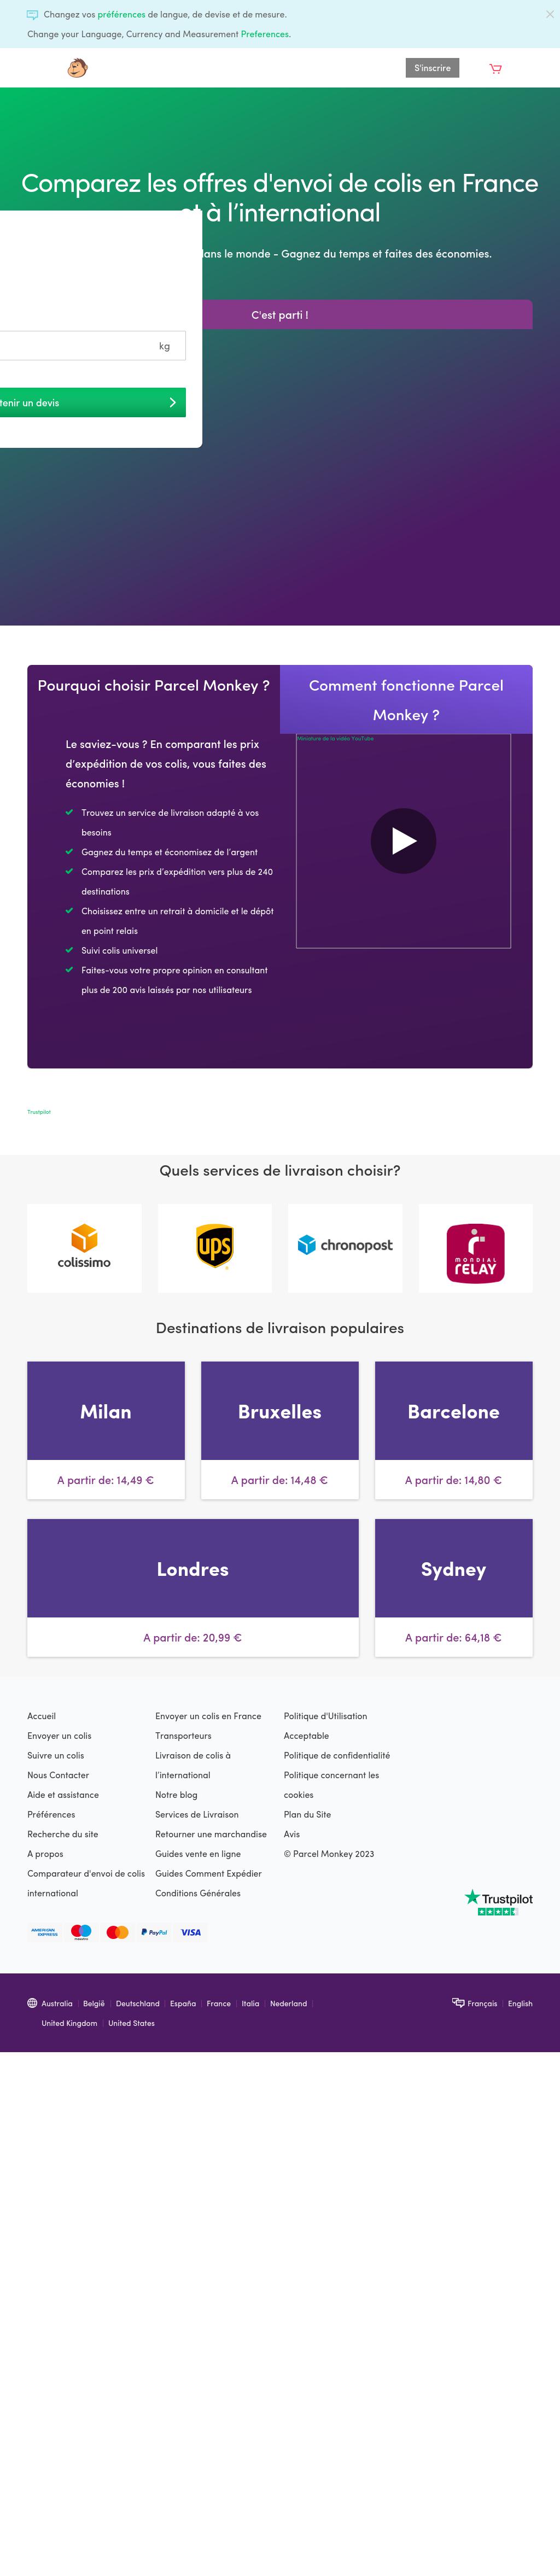 Changez vos préférences de langue, de devise et de mesure.
Change your Language, Currency and Measurement Preferences.
S'inscrire
Comparez les offres d'envoi de colis en France
et à l’international
dans le monde - Gagnez du temps et faites des économies.
C'est parti !
kg
tenir un devis
Pourquoi choisir Parcel Monkey ?
Comment fonctionne Parcel
Monkey ?
Le saviez-vous ? En comparant les prix
d’expédition de vos colis, vous faites des
économies !
Trouvez un service de livraison adapté à vos
besoins
Gagnez du temps et économisez de l’argent
Comparez les prix d’expédition vers plus de 240
destinations
Choisissez entre un retrait à domicile et le dépôt
en point relais
Suivi colis universel
Faites-vous votre propre opinion en consultant
plus de 200 avis laissés par nos utilisateurs
Miniature de la vidéo YouTube
Trustpilot
Quels services de livraison choisir?
colissimo
ups
chronopost
MONDIAL
RELAY
Destinations de livraison populaires
Milan
A partir de: 14,49 €
Bruxelles
A partir de: 14,48 €
Barcelone
A partir de: 14,80 €
Londres
A partir de: 20,99 €
Sydney
A partir de: 64,18 €
Accueil
Envoyer un colis
Suivre un colis
Nous Contacter
Aide et assistance
Préférences
Recherche du site
A propos
Comparateur d'envoi de colis
international
Envoyer un colis en France
Transporteurs
Livraison de colis à
l'international
Notre blog
Services de Livraison
Retourner une marchandise
Guides vente en ligne
Guides Comment Expédier
Conditions Générales
Politique d'Utilisation
Acceptable
Politique de confidentialité
Politique concernant les
cookies
Plan du Site
Avis
© Parcel Monkey 2023
Trustpilot
AMERICAN EXPRESS
maestro
PayPal
VISA
Australia
België
Deutschland
España
France
Italia
Nederland
United Kingdom
United States
Français
English